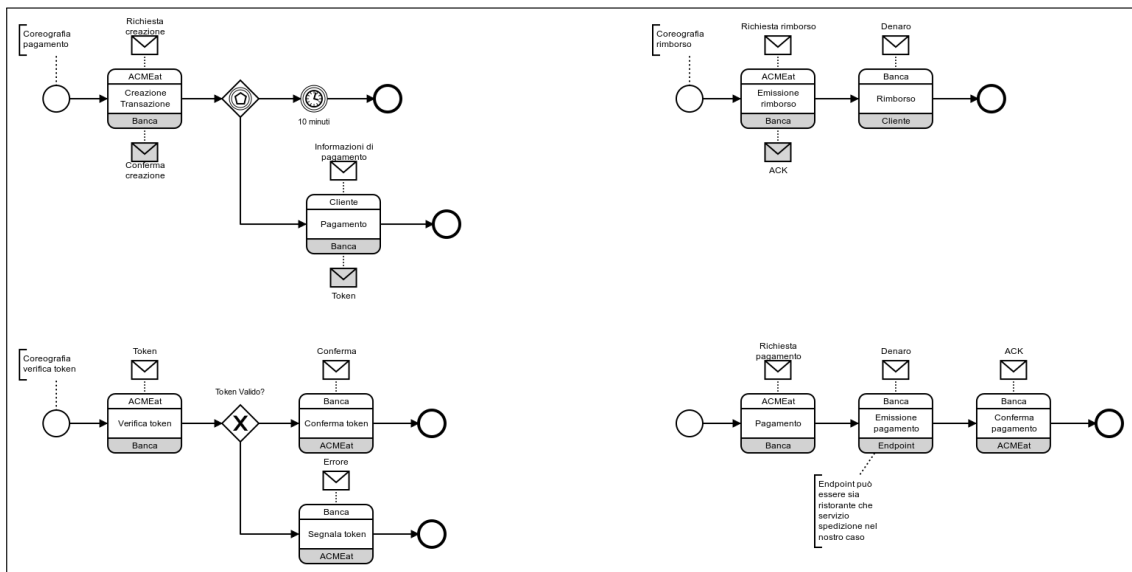 Coreografia
pagamento
Richiesta
creazione
ACMEat
Creazione
Transazione
Banca
Conferma
creazione
10 minuti
Informazioni di
pagamento
Cliente
Pagamento
Banca
Token
Coreografia
rimborso
Richiesta rimborso
ACMEat
Emissione
rimborso
Banca
ACK
Denaro
Banca
Rimborso
Cliente
Coreografia
verifica token
Token
ACMEat
Verifica token
Banca
Token Valido?
Conferma
Banca
Conferma token
ACMEat
Errore
Banca
Segnala token
ACMEat
Richiesta
pagamento
ACMEat
Pagamento
Banca
Denaro
Banca
Emissione
pagamento
Endpoint
ACK
Banca
Conferma
pagamento
ACMEat
Endpoint può
essere sia
ristorante che
servizio
spedizione nel
nostro caso